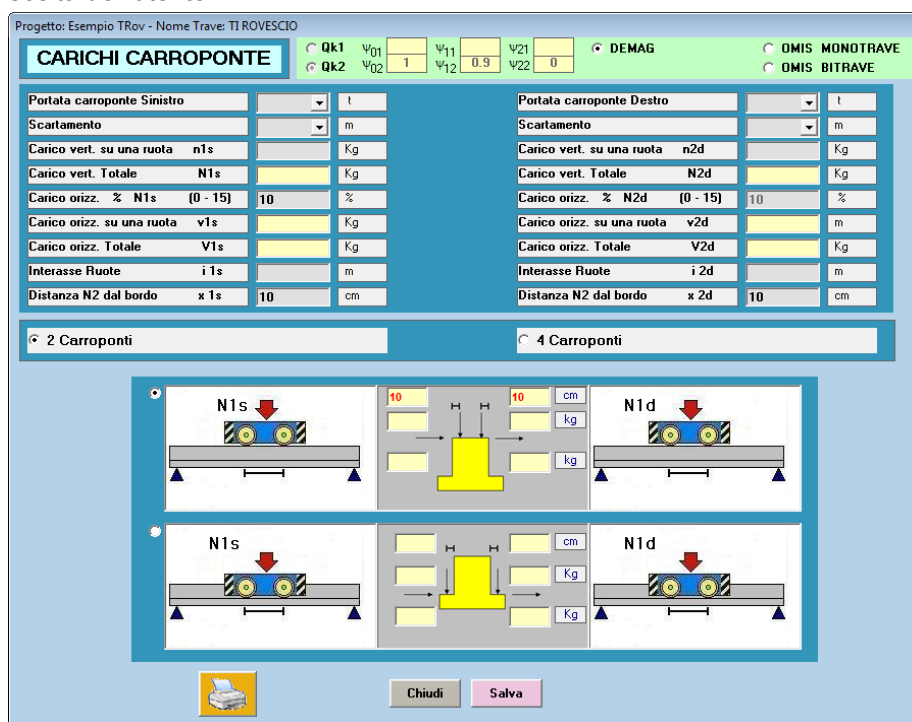 Progetto: Esempio TRov - Nome Trave: TI ROVESCIO
CARICHI CARROPONTE
Qk1 Ψ01 Ψ11 Ψ21 DEMAG OMIS MONOTRAVE
Qk2 Ψ02 1 Ψ12 0.9 Ψ22 0 OMIS BITRAVE
Portata carroponte Sinistro t Portata carroponte Destro t
Scartamento m Scartamento m
Carico vert. su una ruota n1s Kg Carico vert. su una ruota n2d Kg
Carico vert. Totale N1s Kg Carico vert. Totale N2d Kg
Carico orizz. % N1s (0 - 15) 10 % Carico orizz. % N2d (0 - 15) 10 %
Carico orizz. su una ruota v1s Kg Carico orizz. su una ruota v2d m
Carico orizz. Totale V1s Kg Carico orizz. Totale V2d Kg
Interasse Ruote i 1s m Interasse Ruote i 2d m
Distanza N2 dal bordo x 1s 10 cm Distanza N2 dal bordo x 2d 10 cm
2 Carroponti 4 Carroponti
N1s 10 10 cm N1d
kg
kg
N1s cm N1d
Kg
Kg
Chiudi Salva